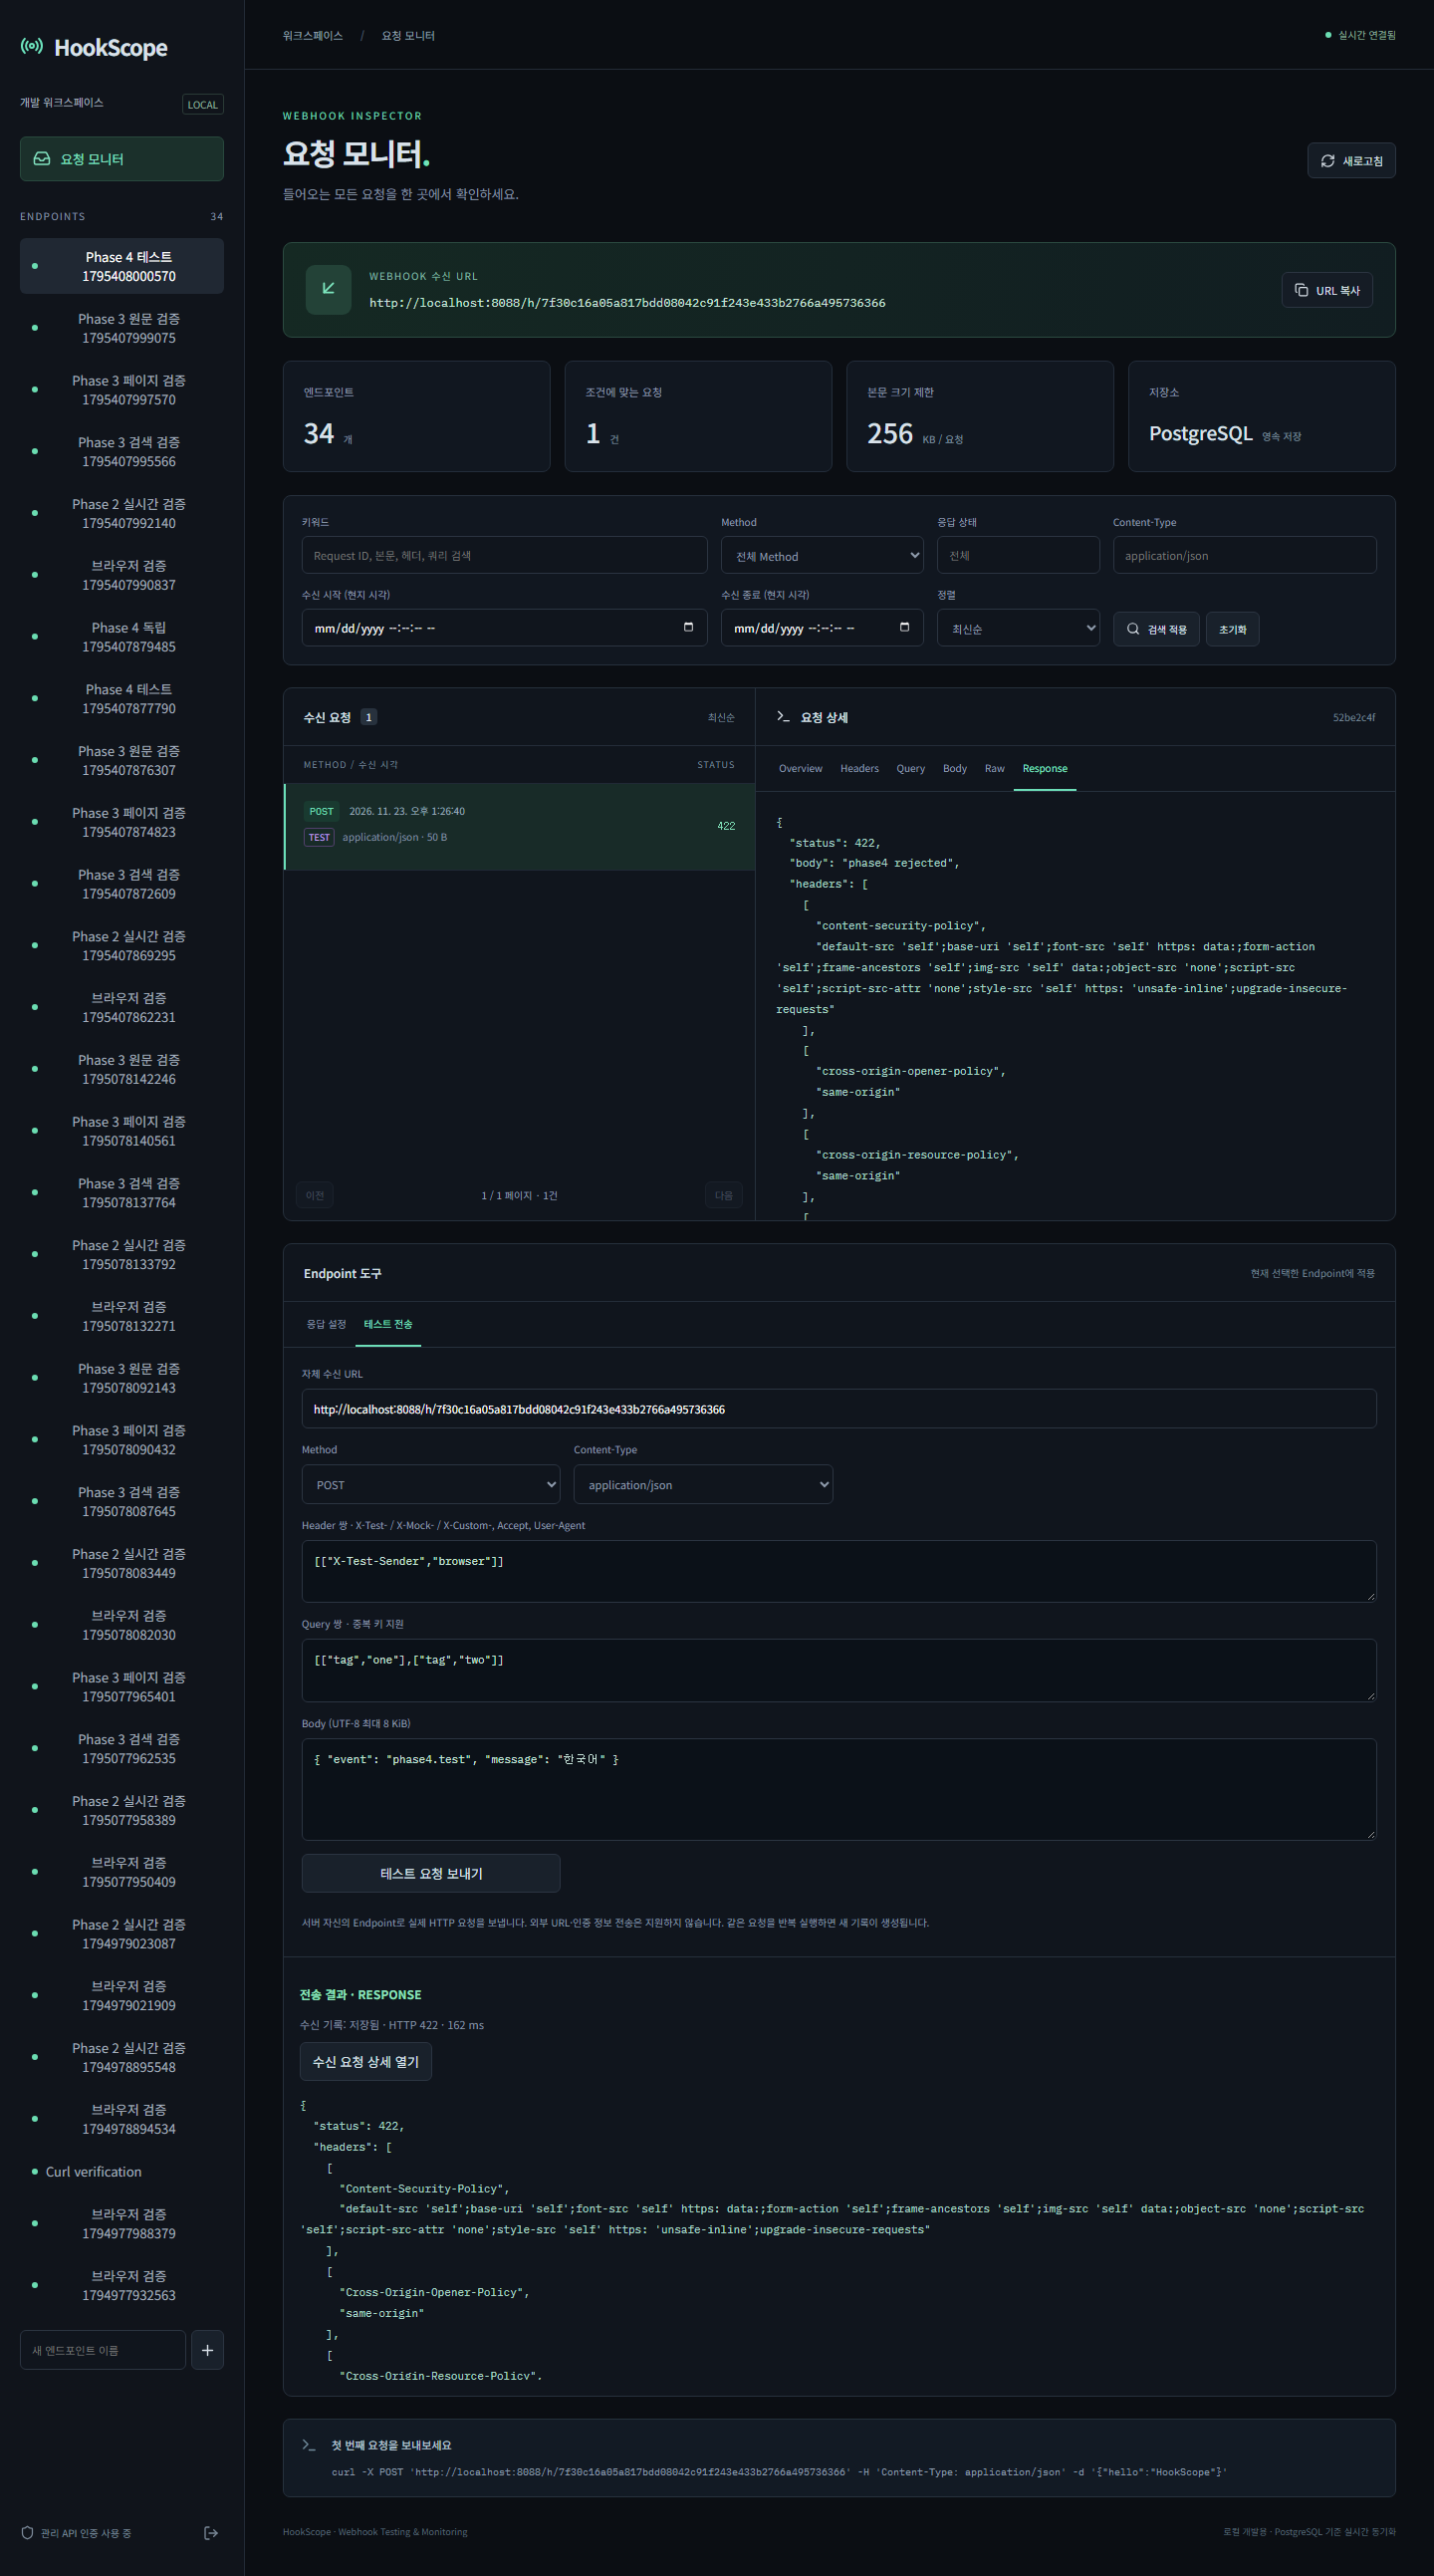 HookScope
개발 워크스페이스
LOCAL
요청 모니터
ENDPOINTS
34
Phase 4 테스트
1795408000570
Phase 3 원문 검증
1795407999075
Phase 3 페이지 검증
1795407997570
Phase 3 검색 검증
1795407995566
Phase 2 실시간 검증
1795407992140
브라우저 검증
1795407990837
Phase 4 독립
1795407879485
Phase 4 테스트
1795407877790
Phase 3 원문 검증
1795407876307
Phase 3 페이지 검증
1795407874823
Phase 3 검색 검증
1795407872609
Phase 2 실시간 검증
1795407869295
브라우저 검증
1795407862231
Phase 3 원문 검증
1795078142246
Phase 3 페이지 검증
1795078140561
Phase 3 검색 검증
1795078137764
Phase 2 실시간 검증
1795078133792
브라우저 검증
1795078132271
Phase 3 원문 검증
1795078092143
Phase 3 페이지 검증
1795078090432
Phase 3 검색 검증
1795078087645
Phase 2 실시간 검증
1795078083449
브라우저 검증
1795078082030
Phase 3 페이지 검증
1795077965401
Phase 3 검색 검증
1795077962535
Phase 2 실시간 검증
1795077958389
브라우저 검증
1795077950409
Phase 2 실시간 검증
1794979023087
브라우저 검증
1794979021909
Phase 2 실시간 검증
1794978895548
브라우저 검증
1794978894534
Curl verification
브라우저 검증
1794977988379
브라우저 검증
1794977932563
새 엔드포인트 이름
관리 API 인증 사용 중
워크스페이스 / 요청 모니터
실시간 연결됨
WEBHOOK INSPECTOR
요청 모니터.
들어오는 모든 요청을 한 곳에서 확인하세요.
새로고침
WEBHOOK 수신 URL
http://localhost:8088/h/7f30c16a05a817bdd08042c91f243e433b2766a495736366
URL 복사
엔드포인트
34 개
조건에 맞는 요청
1 건
본문 크기 제한
256 KB / 요청
저장소
PostgreSQL 영속 저장
키워드
Request ID, 본문, 헤더, 쿼리 검색
Method
전체 Method
응답 상태
전체
Content-Type
application/json
수신 시작 (현지 시각)
mm/dd/yyyy --:--:-- --
수신 종료 (현지 시각)
mm/dd/yyyy --:--:-- --
정렬
최신순
검색 적용
초기화
수신 요청 1
최신순
METHOD / 수신 시각
STATUS
POST 2026. 11. 23. 오후 1:26:40
TEST application/json · 50 B
422
이전
1 / 1 페이지 · 1건
다음
요청 상세
52be2c4f
Overview Headers Query Body Raw Response
{
"status": 422,
"body": "phase4 rejected",
"headers": [
[
"content-security-policy",
"default-src 'self';base-uri 'self';font-src 'self' https: data:;form-action
'self';frame-ancestors 'self';img-src 'self' data:;object-src 'none';script-src
'self';script-src-attr 'none';style-src 'self' https: 'unsafe-inline';upgrade-insecure-
requests"
],
[
"cross-origin-opener-policy",
"same-origin"
],
[
"cross-origin-resource-policy",
"same-origin"
],
[
Endpoint 도구
현재 선택한 Endpoint에 적용
응답 설정 테스트 전송
자체 수신 URL
http://localhost:8088/h/7f30c16a05a817bdd08042c91f243e433b2766a495736366
Method
POST
Content-Type
application/json
Header 쌍 · X-Test- / X-Mock- / X-Custom-, Accept, User-Agent
[["X-Test-Sender","browser"]]
Query 쌍 · 중복 키 지원
[["tag","one"],["tag","two"]]
Body (UTF-8 최대 8 KiB)
{ "event": "phase4.test", "message": "한국어" }
테스트 요청 보내기
서버 자신의 Endpoint로 실제 HTTP 요청을 보냅니다. 외부 URL·인증 정보 전송은 지원하지 않습니다. 같은 요청을 반복 실행하면 새 기록이 생성됩니다.
전송 결과 · RESPONSE
수신 기록: 저장됨 · HTTP 422 · 162 ms
수신 요청 상세 열기
{
"status": 422,
"headers": [
[
"Content-Security-Policy",
"default-src 'self';base-uri 'self';font-src 'self' https: data:;form-action 'self';frame-ancestors 'self';img-src 'self' data:;object-src 'none';script-src
'self';script-src-attr 'none';style-src 'self' https: 'unsafe-inline';upgrade-insecure-requests"
],
[
"Cross-Origin-Opener-Policy",
"same-origin"
],
[
"Cross-Origin-Resource-Policy",
첫 번째 요청을 보내보세요
curl -X POST 'http://localhost:8088/h/7f30c16a05a817bdd08042c91f243e433b2766a495736366' -H 'Content-Type: application/json' -d '{"hello":"HookScope"}'
HookScope · Webhook Testing & Monitoring
로컬 개발용 · PostgreSQL 기준 실시간 동기화